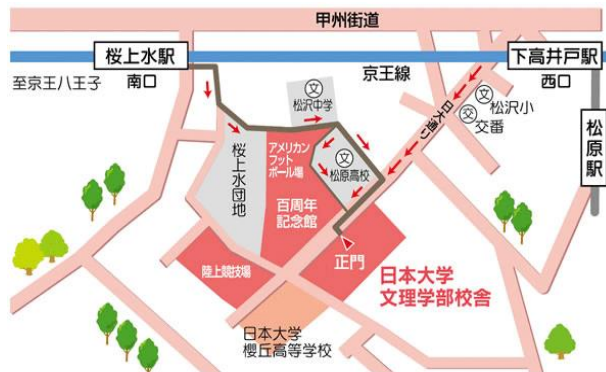 甲州街道
桜上水駅
下高井戸駅
至京王八王子
南口
京王線
西口
文
松沢中学
日大通り
文
松沢小
交
交番
松原駅
桜上水団地
アメリカン
フット
ボール場
文
松原高校
百周年
記念館
陸上競技場
正門
日本大学
文理学部校舎
日本大学
櫻丘高等学校